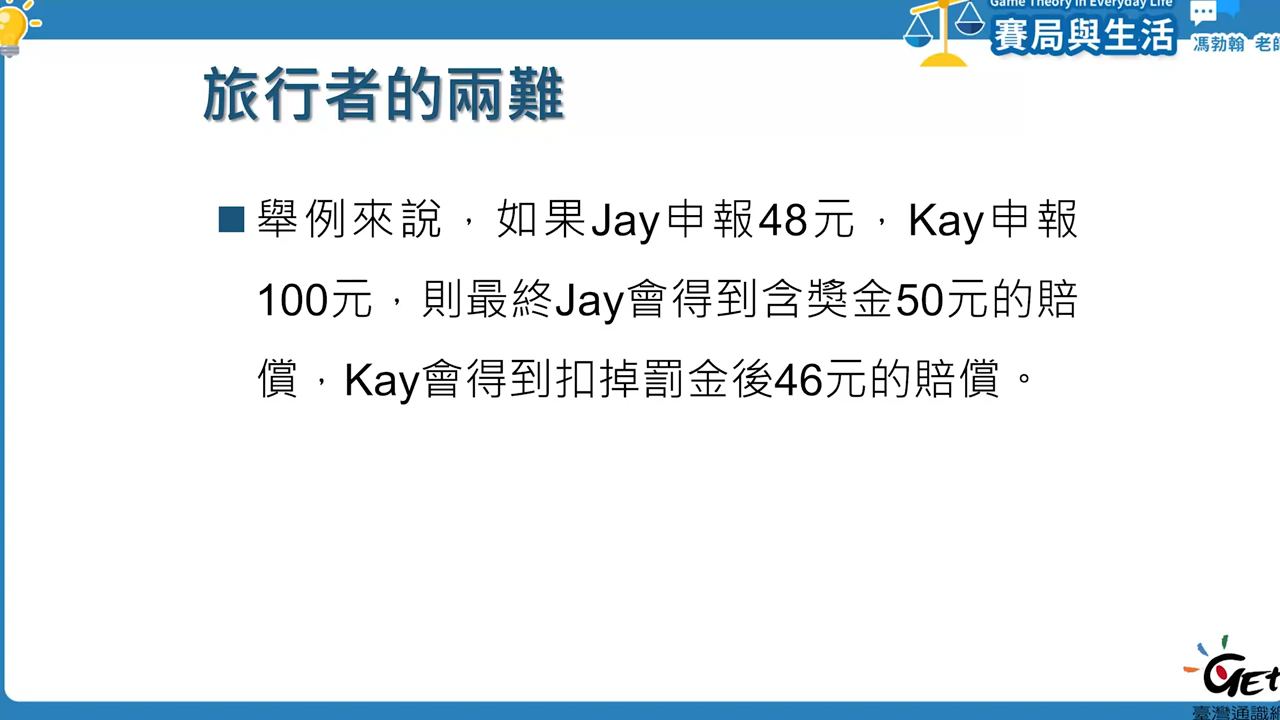 Game Theory in Everyday Life
賽局與生活
馮勃翰 老師
旅行者的兩難
舉例來說，如果Jay申報48元，Kay申報
100元，則最終Jay會得到含獎金50元的賠
償，Kay會得到扣掉罰金後46元的賠償。
GET
臺灣通識網